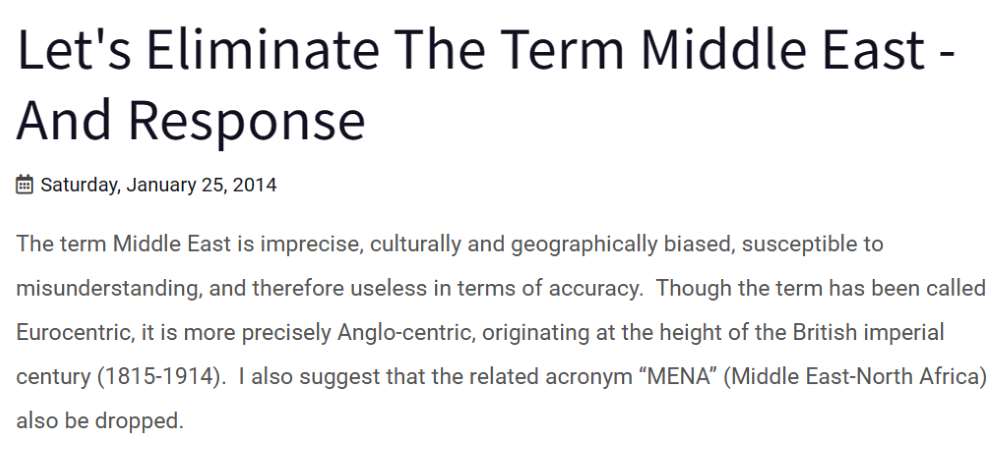 Let's Eliminate The Term Middle East -
And Response
Saturday, January 25, 2014
The term Middle East is imprecise, culturally and geographically biased, susceptible to
misunderstanding, and therefore useless in terms of accuracy.  Though the term has been called
Eurocentric, it is more precisely Anglo-centric, originating at the height of the British imperial
century (1815-1914).  I also suggest that the related acronym “MENA” (Middle East-North Africa)
also be dropped.